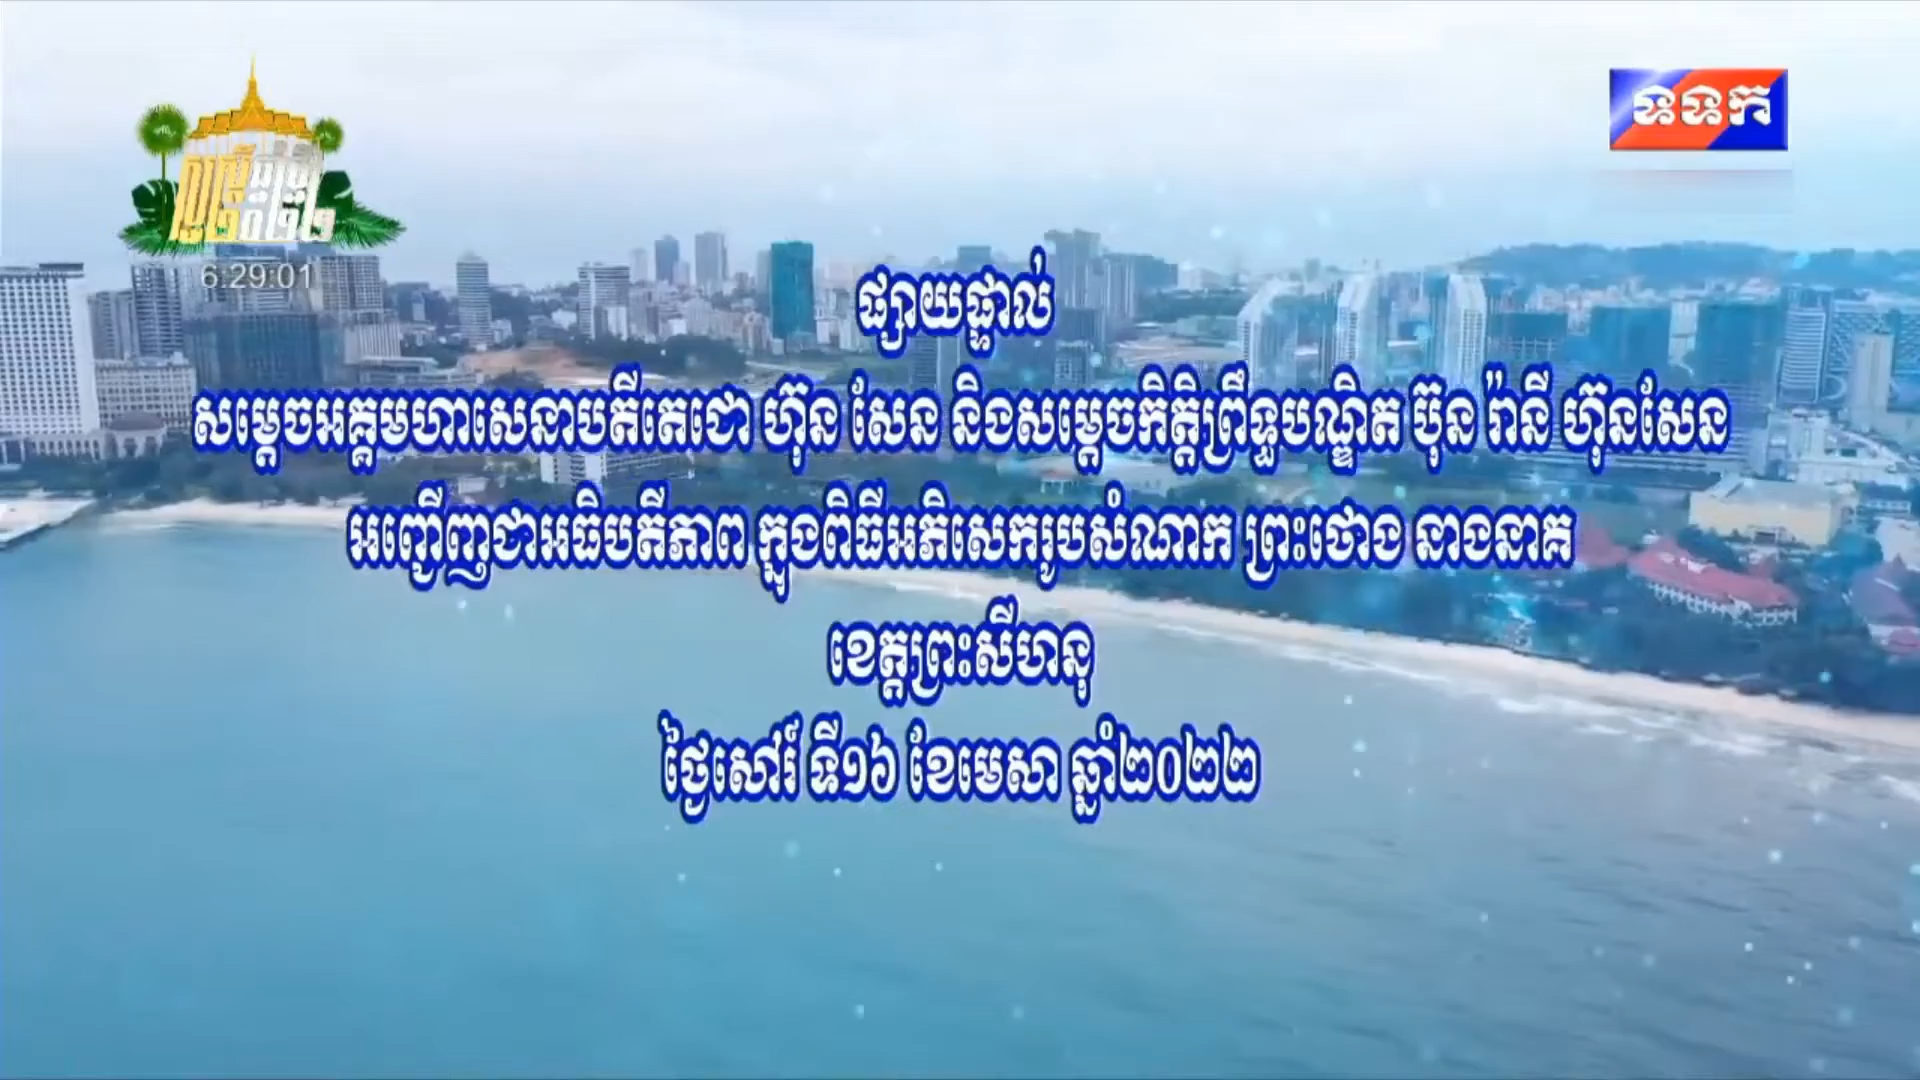 ទទក
6:29:01
ផ្សាយផ្ទាល់
សម្តេចអគ្គមហាសេនាបតីតេជោ ហ៊ុន សែន និងសម្តេចកិត្តិព្រឹទ្ធបណ្ឌិត ប៊ុន រ៉ានី ហ៊ុនសែន
អញ្ជើញជាអធិបតីភាព ក្នុងពិធីអភិសេករូបសំណាក ព្រះថោង នាងនាគ
ខេត្តព្រះសីហនុ
ថ្ងៃសៅរ៍ ទី១៦ ខែមេសា ឆ្នាំ២០២២